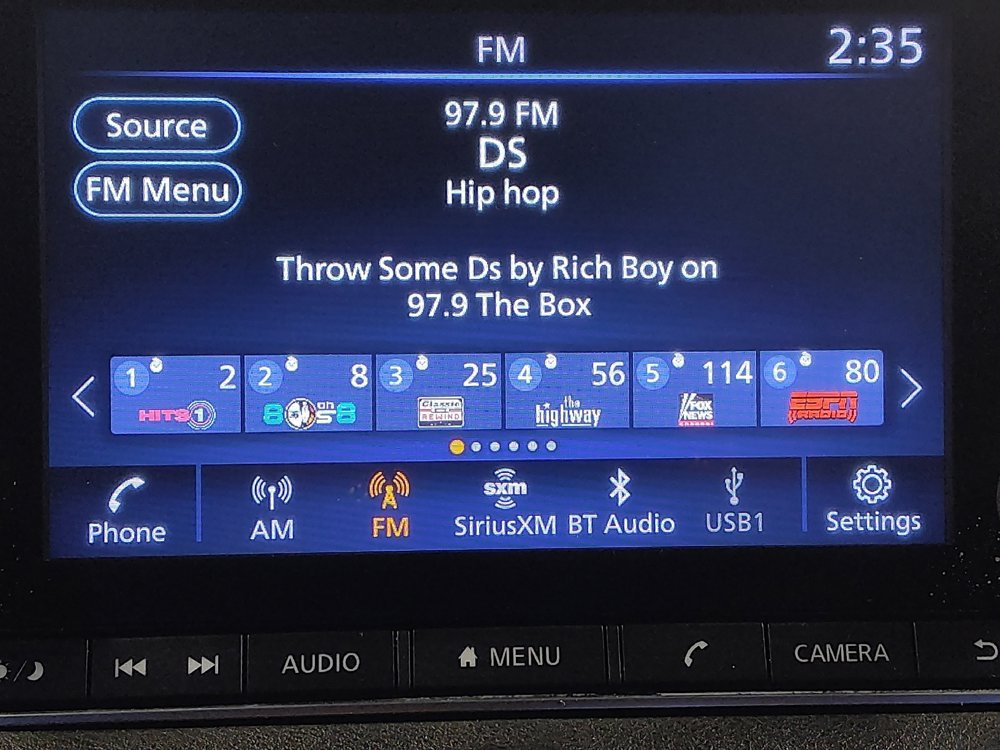 FM
2:35
Source
97.9 FM
DS
FM Menu
Hip hop
Throw Some Ds by Rich Boy on
97.9 The Box
1 2 2 8 3 25 4 56 5 114 6 80
HITS 1
80s on 8
Classic REWIND
the highway
FOX NEWS channel
ESPN RADIO
Phone
AM
FM
sxm
SiriusXM
BT Audio
USB1
Settings
AUDIO
MENU
CAMERA